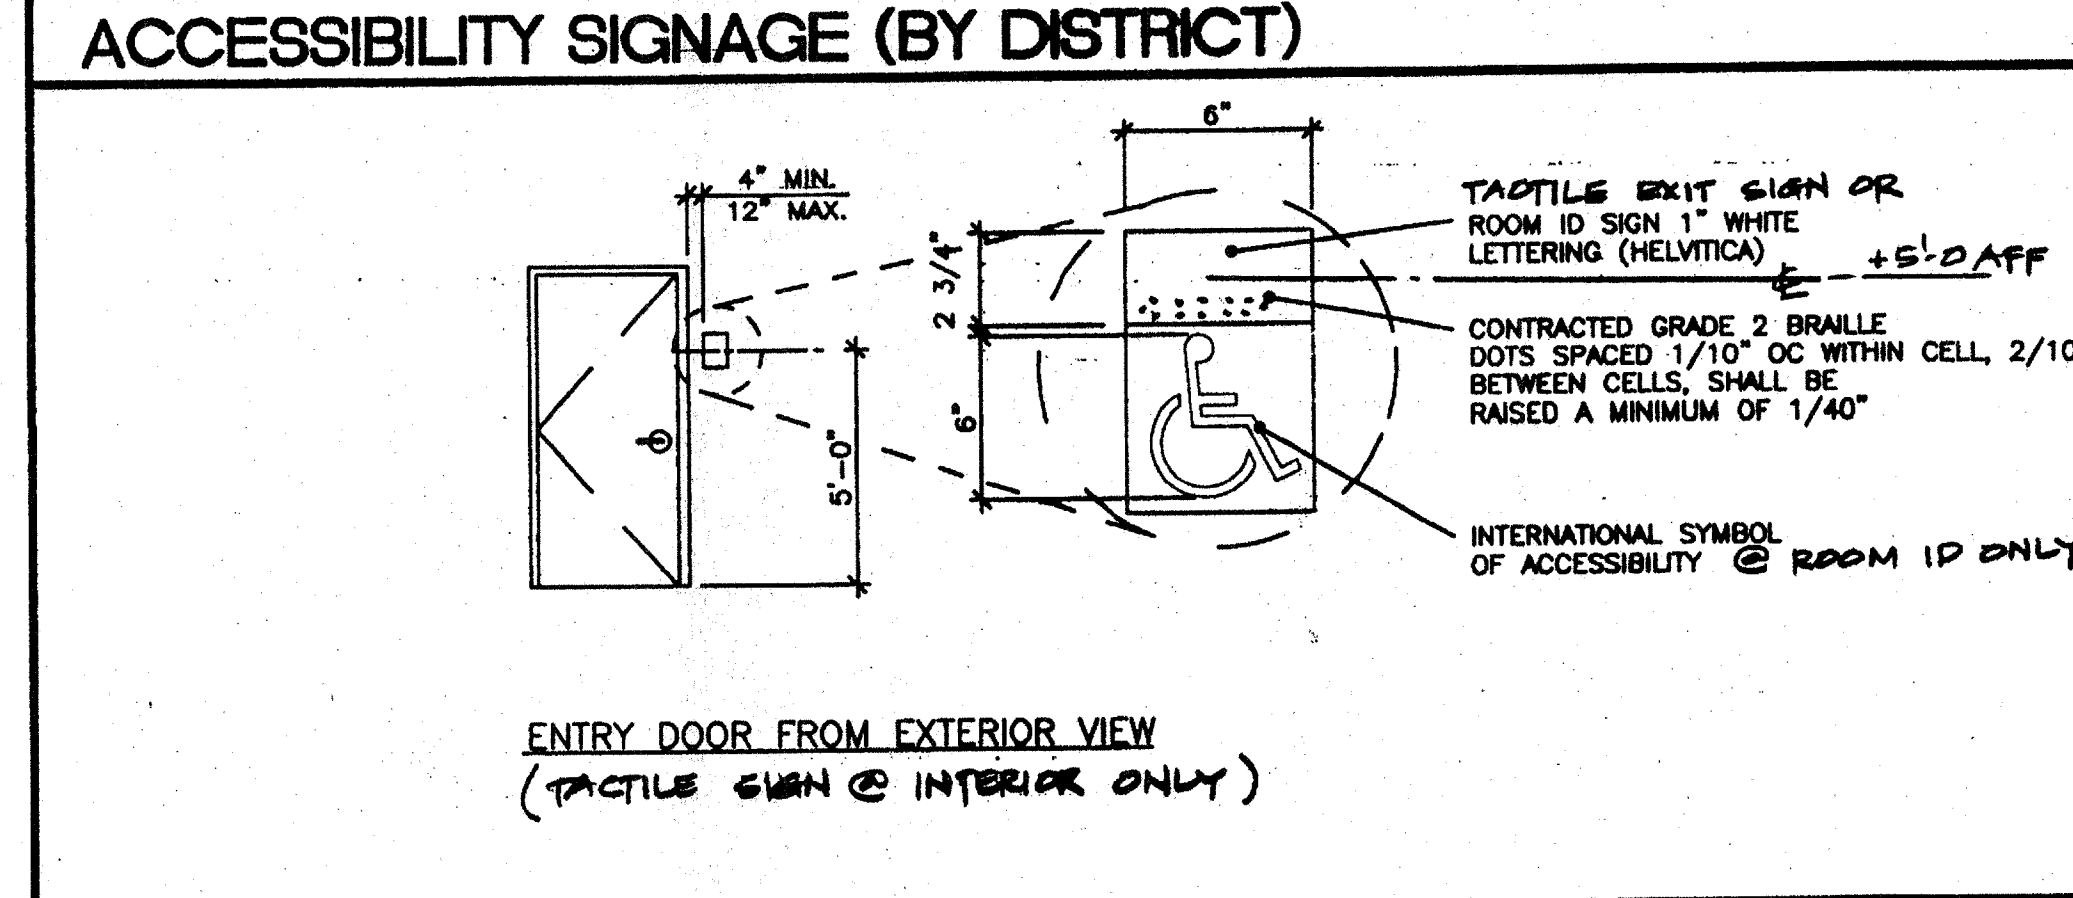 ACCESSIBILITY SIGNAGE (BY DISTRICT)
6"
4" MIN.
12" MAX.
TACTILE EXIT SIGN OR
ROOM ID SIGN 1" WHITE
LETTERING (HELVITICA)
+5'-0 AFF
2 3/4"
CONTRACTED GRADE 2 BRAILLE
DOTS SPACED 1/10" OC WITHIN CELL, 2/10
BETWEEN CELLS, SHALL BE
RAISED A MINIMUM OF 1/40"
6"
5'-0"
INTERNATIONAL SYMBOL
OF ACCESSIBILITY @ ROOM ID ONLY
ENTRY DOOR FROM EXTERIOR VIEW
(TACTILE SIGN @ INTERIOR ONLY)